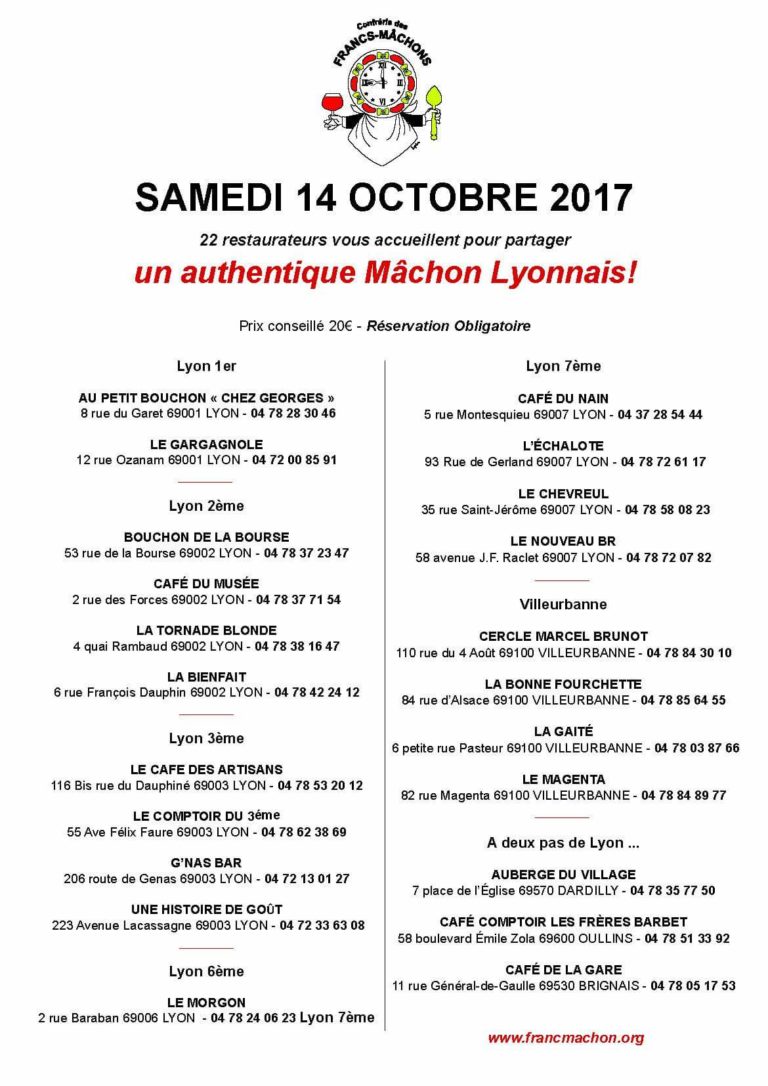 Confrérie des
FRANCS-MÂCHONS
SAMEDI 14 OCTOBRE 2017
22 restaurateurs vous accueillent pour partager
un authentique Mâchon Lyonnais!
Prix conseillé 20€ - Réservation Obligatoire
Lyon 1er
AU PETIT BOUCHON « CHEZ GEORGES »
8 rue du Garet 69001 LYON - 04 78 28 30 46
LE GARGAGNOLE
12 rue Ozanam 69001 LYON - 04 72 00 85 91
Lyon 2ème
BOUCHON DE LA BOURSE
53 rue de la Bourse 69002 LYON - 04 78 37 23 47
CAFÉ DU MUSÉE
2 rue des Forces 69002 LYON - 04 78 37 71 54
LA TORNADE BLONDE
4 quai Rambaud 69002 LYON - 04 78 38 16 47
LA BIENFAIT
6 rue François Dauphin 69002 LYON - 04 78 42 24 12
Lyon 3ème
LE CAFE DES ARTISANS
116 Bis rue du Dauphiné 69003 LYON - 04 78 53 20 12
LE COMPTOIR DU 3éme
55 Ave Félix Faure 69003 LYON - 04 78 62 38 69
G'NAS BAR
206 route de Genas 69003 LYON - 04 72 13 01 27
UNE HISTOIRE DE GOÛT
223 Avenue Lacassagne 69003 LYON - 04 72 33 63 08
Lyon 6ème
LE MORGON
2 rue Baraban 69006 LYON - 04 78 24 06 23 Lyon 7ème
Lyon 7ème
CAFÉ DU NAIN
5 rue Montesquieu 69007 LYON - 04 37 28 54 44
L'ÉCHALOTE
93 Rue de Gerland 69007 LYON - 04 78 72 61 17
LE CHEVREUL
35 rue Saint-Jérôme 69007 LYON - 04 78 58 08 23
LE NOUVEAU BR
58 avenue J.F. Raclet 69007 LYON - 04 78 72 07 82
Villeurbanne
CERCLE MARCEL BRUNOT
110 rue du 4 Août 69100 VILLEURBANNE - 04 78 84 30 10
LA BONNE FOURCHETTE
84 rue d'Alsace 69100 VILLEURBANNE - 04 78 85 64 55
LA GAITÉ
6 petite rue Pasteur 69100 VILLEURBANNE - 04 78 03 87 66
LE MAGENTA
82 rue Magenta 69100 VILLEURBANNE - 04 78 84 89 77
A deux pas de Lyon ...
AUBERGE DU VILLAGE
7 place de l'Église 69570 DARDILLY - 04 78 35 77 50
CAFÉ COMPTOIR LES FRÈRES BARBET
58 boulevard Émile Zola 69600 OULLINS - 04 78 51 33 92
CAFÉ DE LA GARE
11 rue Général-de-Gaulle 69530 BRIGNAIS - 04 78 05 17 53
www.francmachon.org